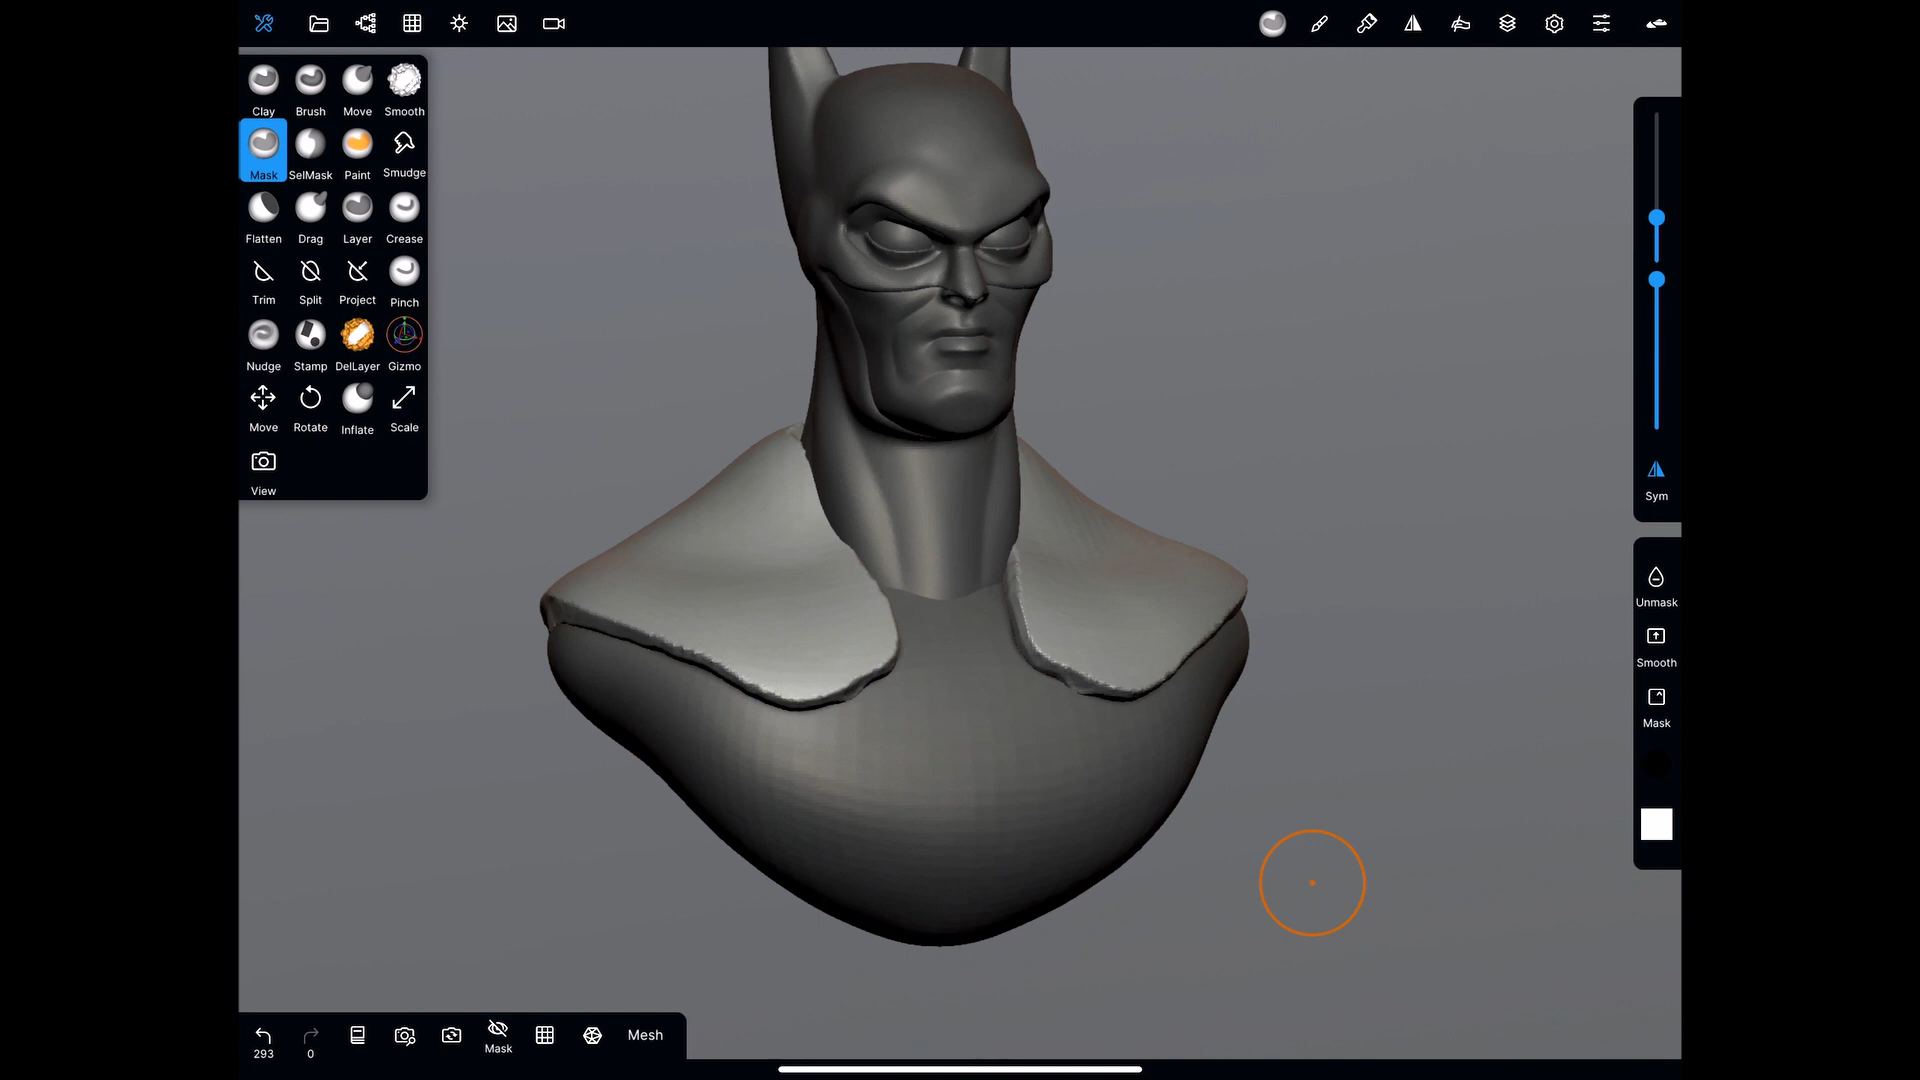 Clay Brush Move Smooth
Mask SelMask Paint Smudge
Flatten Drag Layer Crease
Trim Split Project Pinch
Nudge Stamp DelLayer Gizmo
Move Rotate Inflate Scale
View
Sym
Unmask
Smooth
Mask
Mesh
Mask
293 0